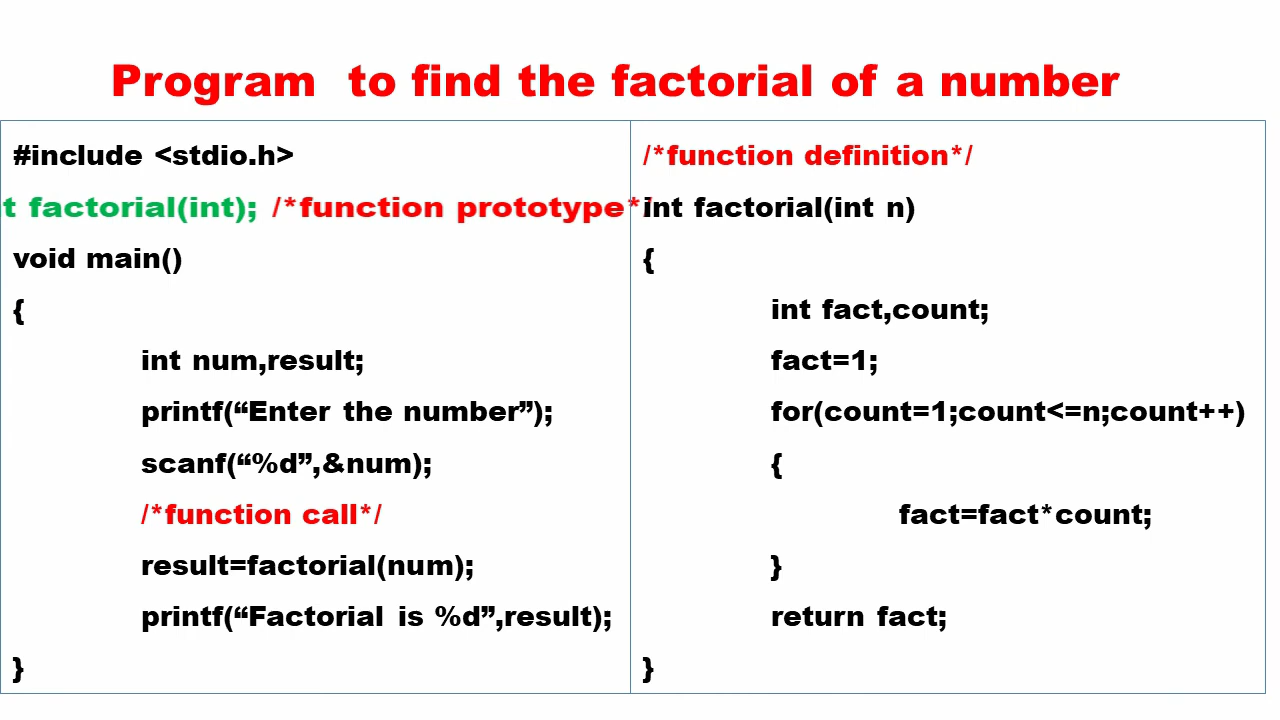 Program to find the factorial of a number
#include <stdio.h>
t factorial(int); /*function prototype*
void main()
{
int num,result;
printf(“Enter the number”);
scanf(“%d”,&num);
/*function call*/
result=factorial(num);
printf(“Factorial is %d”,result);
}
/*function definition*/
int factorial(int n)
{
int fact,count;
fact=1;
for(count=1;count<=n;count++)
{
fact=fact*count;
}
return fact;
}